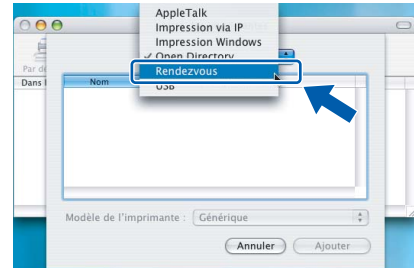 AppleTalk
Impression via IP
Impression Windows
✓ Open Directory
Rendezvous
USB
Par dé
Dans l
Nom
Modèle de l'imprimante : Générique
Annuler
Ajouter